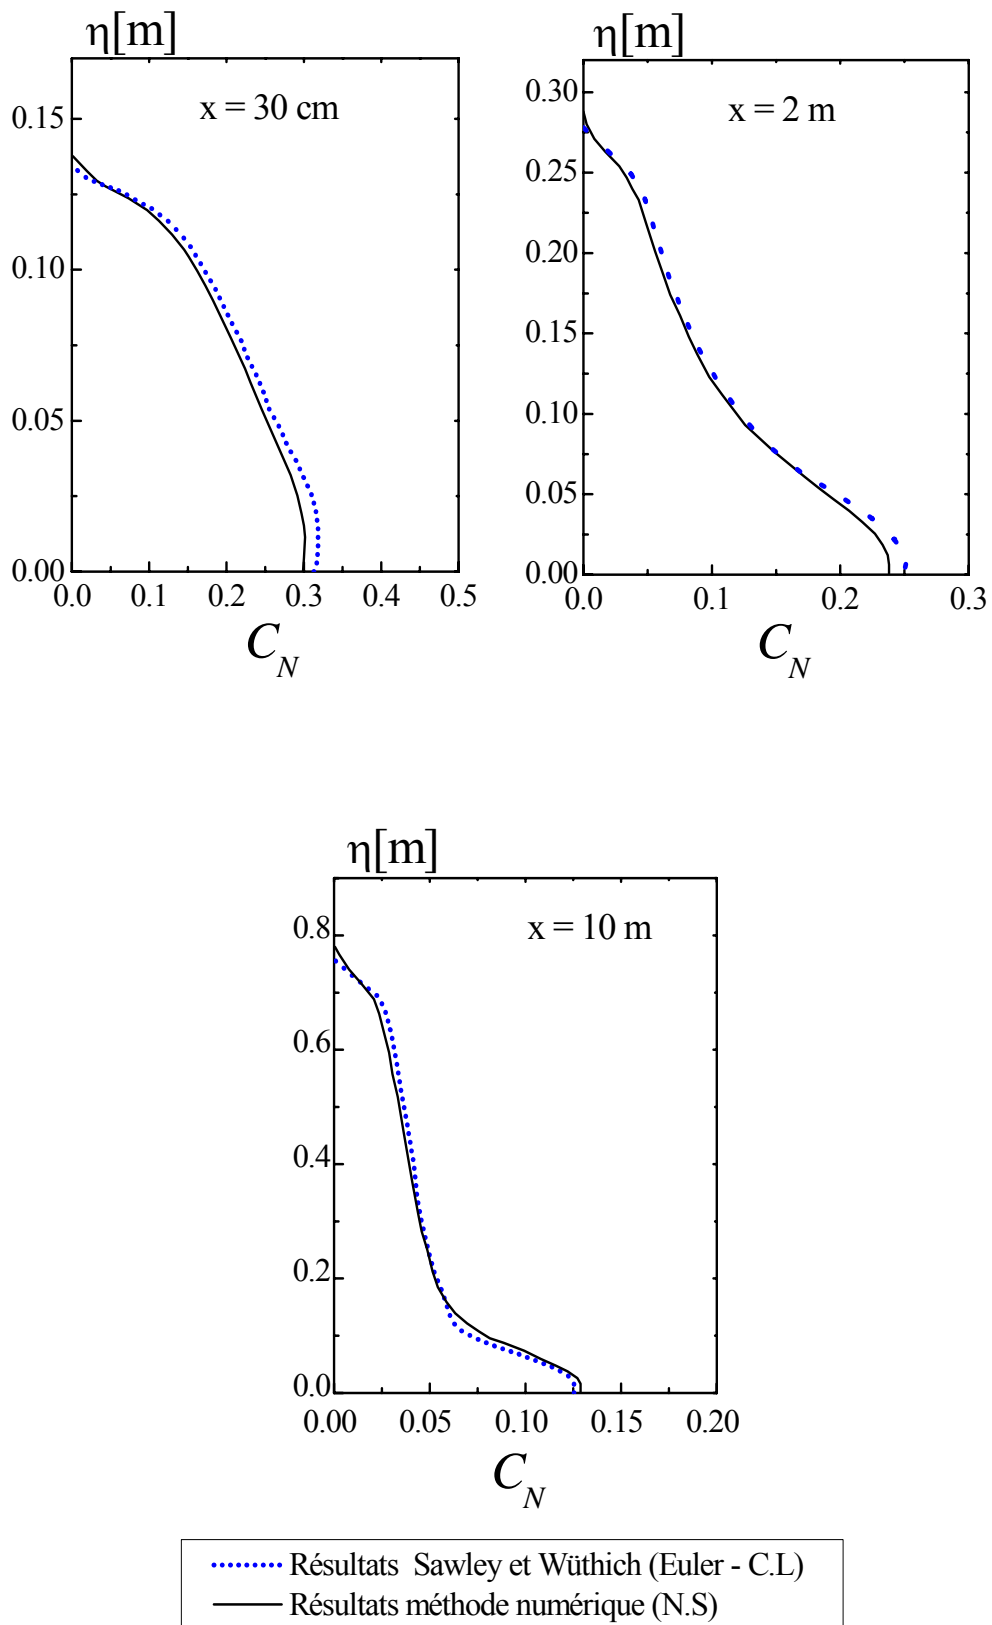 η[m]
x = 30 cm
0.15
0.10
0.05
0.00
0.0 0.1 0.2 0.3 0.4 0.5
C_N
η[m]
x = 2 m
0.30
0.25
0.20
0.15
0.10
0.05
0.00
0.0 0.1 0.2 0.3
C_N
η[m]
x = 10 m
0.8
0.6
0.4
0.2
0.0
0.00 0.05 0.10 0.15 0.20
C_N
Résultats Sawley et Wüthich (Euler - C.L)
Résultats méthode numérique (N.S)